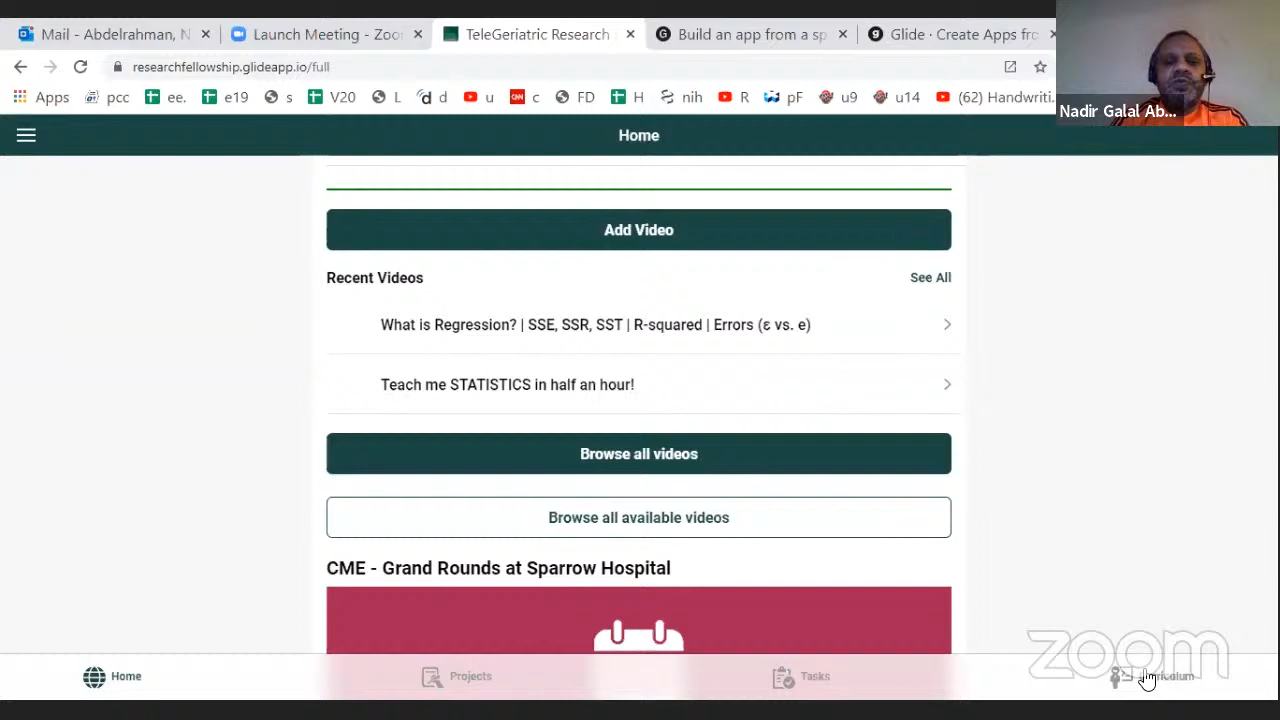 Mail - Abdelrahman, N
Launch Meeting - Zoo
TeleGeriatric Research
Build an app from a sp
Glide · Create Apps fro
researchfellowship.glideapp.io/full
Apps pcc ee. e19 s V20 L d u c FD H nih R pF u9 u14 (62) Handwriti.
Nadir Galal Ab...
Home
Add Video
Recent Videos
See All
What is Regression? | SSE, SSR, SST | R-squared | Errors (ε vs. e)
Teach me STATISTICS in half an hour!
Browse all videos
Browse all available videos
CME - Grand Rounds at Sparrow Hospital
zoom
Home
Projects
Tasks